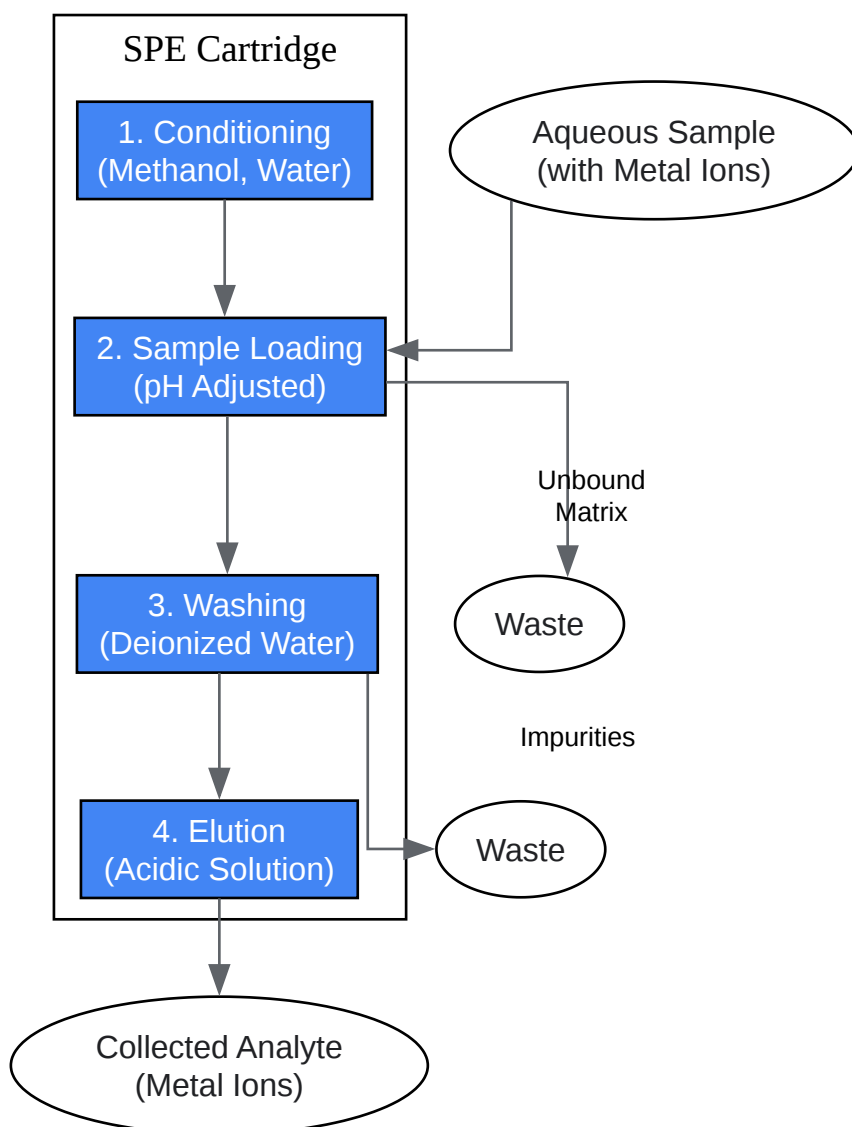 SPE Cartridge
1. Conditioning
(Methanol, Water)
Aqueous Sample
(with Metal Ions)
2. Sample Loading
(pH Adjusted)
Unbound
Matrix
3. Washing
(Deionized Water)
Waste
Impurities
4. Elution
(Acidic Solution)
Waste
Collected Analyte
(Metal Ions)